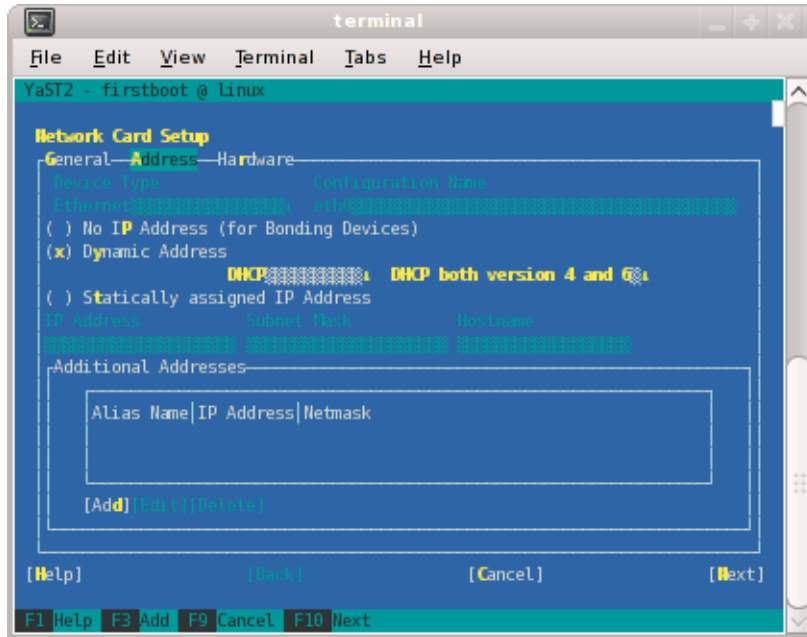 terminal
File Edit View Terminal Tabs Help
YaST2 - firstboot @ linux
Network Card Setup
General Address Hardware
Device Type Configuration Name
Ethernet eth0
( ) No IP Address (for Bonding Devices)
(x) Dynamic Address
DHCP DHCP both version 4 and 6
( ) Statically assigned IP Address
IP Address Subnet Mask Hostname
Additional Addresses
Alias Name|IP Address|Netmask
[Add][Edit][Delete]
[Help] [Back] [Cancel] [Next]
F1 Help F3 Add F9 Cancel F10 Next